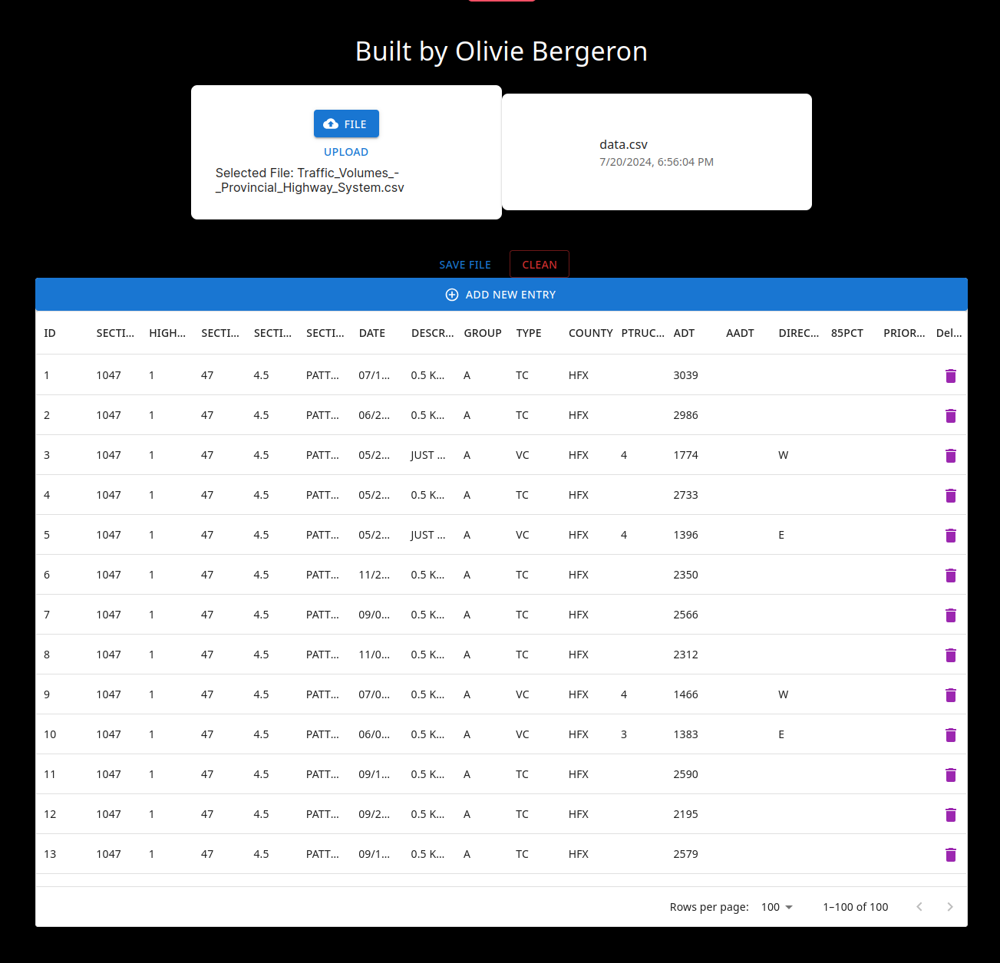 Built by Olivie Bergeron
FILE
UPLOAD
Selected File: Traffic_Volumes_-
_Provincial_Highway_System.csv
data.csv
7/20/2024, 6:56:04 PM
SAVE FILE CLEAN
ADD NEW ENTRY
ID SECTI... HIGH... SECTI... SECTI... SECTI... DATE DESCR... GROUP TYPE COUNTY PTRUC... ADT AADT DIREC... 85PCT PRIOR... Del...
1 1047 1 47 4.5 PATT... 07/1... 0.5 K... A TC HFX 3039
2 1047 1 47 4.5 PATT... 06/2... 0.5 K... A TC HFX 2986
3 1047 1 47 4.5 PATT... 05/2... JUST ... A VC HFX 4 1774 W
4 1047 1 47 4.5 PATT... 05/2... 0.5 K... A TC HFX 2733
5 1047 1 47 4.5 PATT... 05/2... JUST ... A VC HFX 4 1396 E
6 1047 1 47 4.5 PATT... 11/2... 0.5 K... A TC HFX 2350
7 1047 1 47 4.5 PATT... 09/0... 0.5 K... A TC HFX 2566
8 1047 1 47 4.5 PATT... 11/0... 0.5 K... A TC HFX 2312
9 1047 1 47 4.5 PATT... 07/0... 0.5 K... A VC HFX 4 1466 W
10 1047 1 47 4.5 PATT... 06/0... 0.5 K... A VC HFX 3 1383 E
11 1047 1 47 4.5 PATT... 09/1... 0.5 K... A TC HFX 2590
12 1047 1 47 4.5 PATT... 09/2... 0.5 K... A TC HFX 2195
13 1047 1 47 4.5 PATT... 09/1... 0.5 K... A TC HFX 2579
Rows per page: 100 1–100 of 100